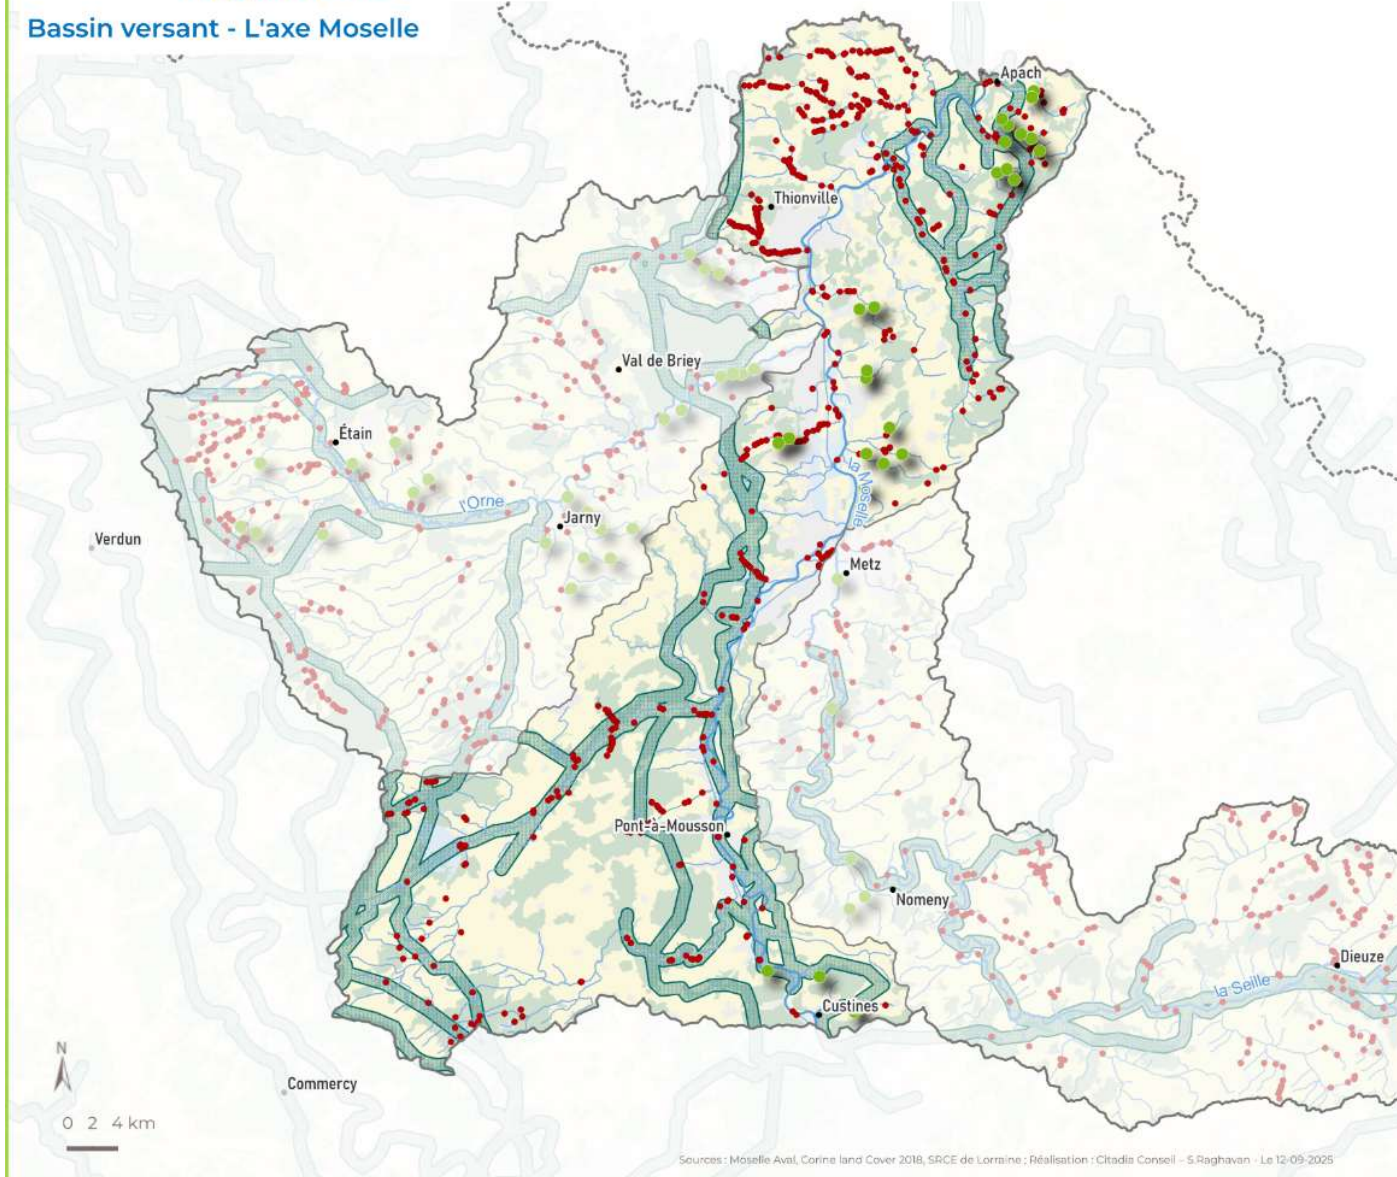 Bassin versant - L'axe Moselle
Apach
Thionville
Val de Briey
Étain
l'Orne
la Moselle
Jarny
Verdun
Metz
Pont-à-Mousson
Nomeny
Dieuze
la Seille
Custines
N
Commercy
0 2 4 km
Sources : Moselle Aval, Corine land Cover 2018, SRCE de Lorraine ; Réalisation : Citadia Conseil - S.Raghavan - Le 12-09-2025